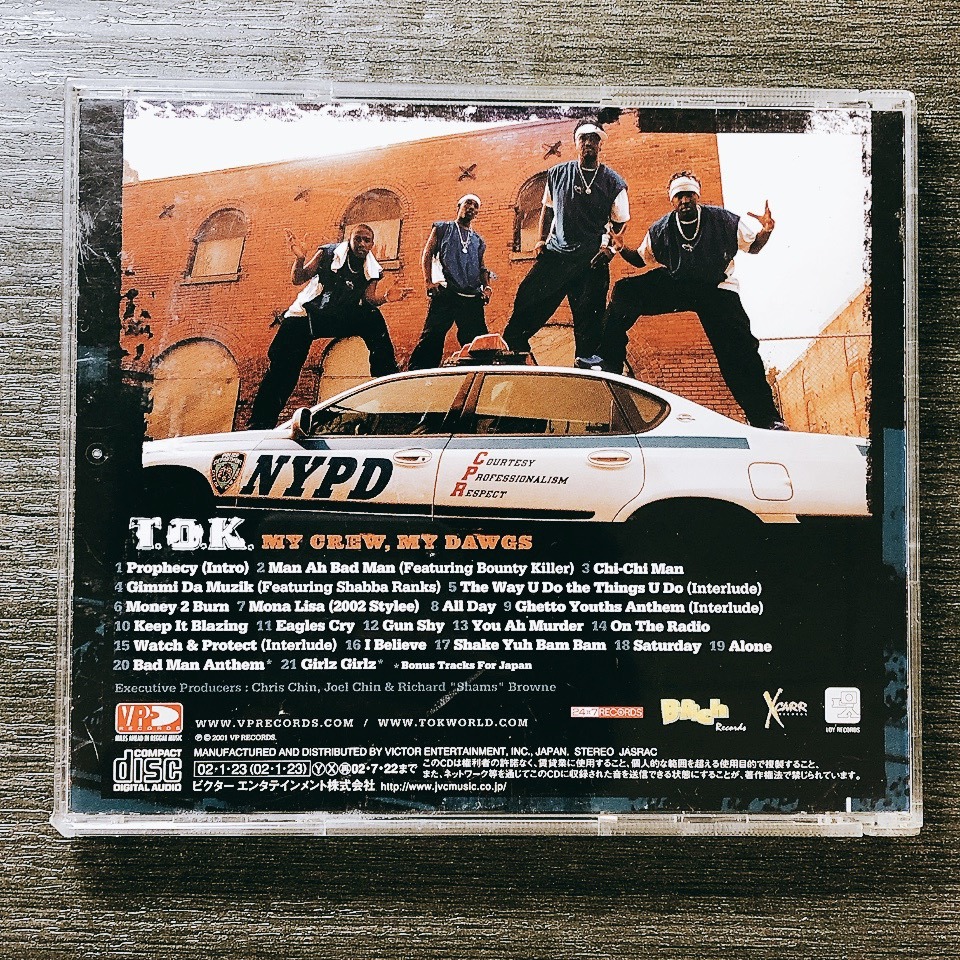 NYPD
COURTESY
PROFESSIONALISM
RESPECT
T.O.K. MY CREW, MY DAWGS
1 Prophecy (Intro) 2 Man Ah Bad Man (Featuring Bounty Killer) 3 Chi-Chi Man
4 Gimmi Da Muzik (Featuring Shabba Ranks) 5 The Way U Do the Things U Do (Interlude)
6 Money 2 Burn 7 Mona Lisa (2002 Stylee) 8 All Day 9 Ghetto Youths Anthem (Interlude)
10 Keep It Blazing 11 Eagles Cry 12 Gun Shy 13 You Ah Murder 14 On The Radio
15 Watch & Protect (Interlude) 16 I Believe 17 Shake Yuh Bam Bam 18 Saturday 19 Alone
20 Bad Man Anthem* 21 Girlz Girlz* *Bonus Tracks For Japan
Executive Producers : Chris Chin, Joel Chin & Richard "Shams" Browne
VP RECORDS
MILES AHEAD IN REGGAE MUSIC
WWW.VPRECORDS.COM / WWW.TOKWORLD.COM
℗ © 2001 VP RECORDS.
24*7 RECORDS
Records
XCARR
RECORDS
COMPACT
disc
DIGITAL AUDIO
MANUFACTURED AND DISTRIBUTED BY VICTOR ENTERTAINMENT, INC., JAPAN. STEREO JASRAC
02・1・23 (02・1・23) Ⓨ Ⓧ ㊢ 02・7・22まで
このCDは権利者の許諾なく、賃貸業に使用すること、個人的な範囲を超える使用目的で複製すること、
また、ネットワーク等を通じてこのCDに収録された音を送信できる状態にすることが、著作権法で禁じられています。
ビクター エンタテインメント株式会社 http://www.jvcmusic.co.jp/